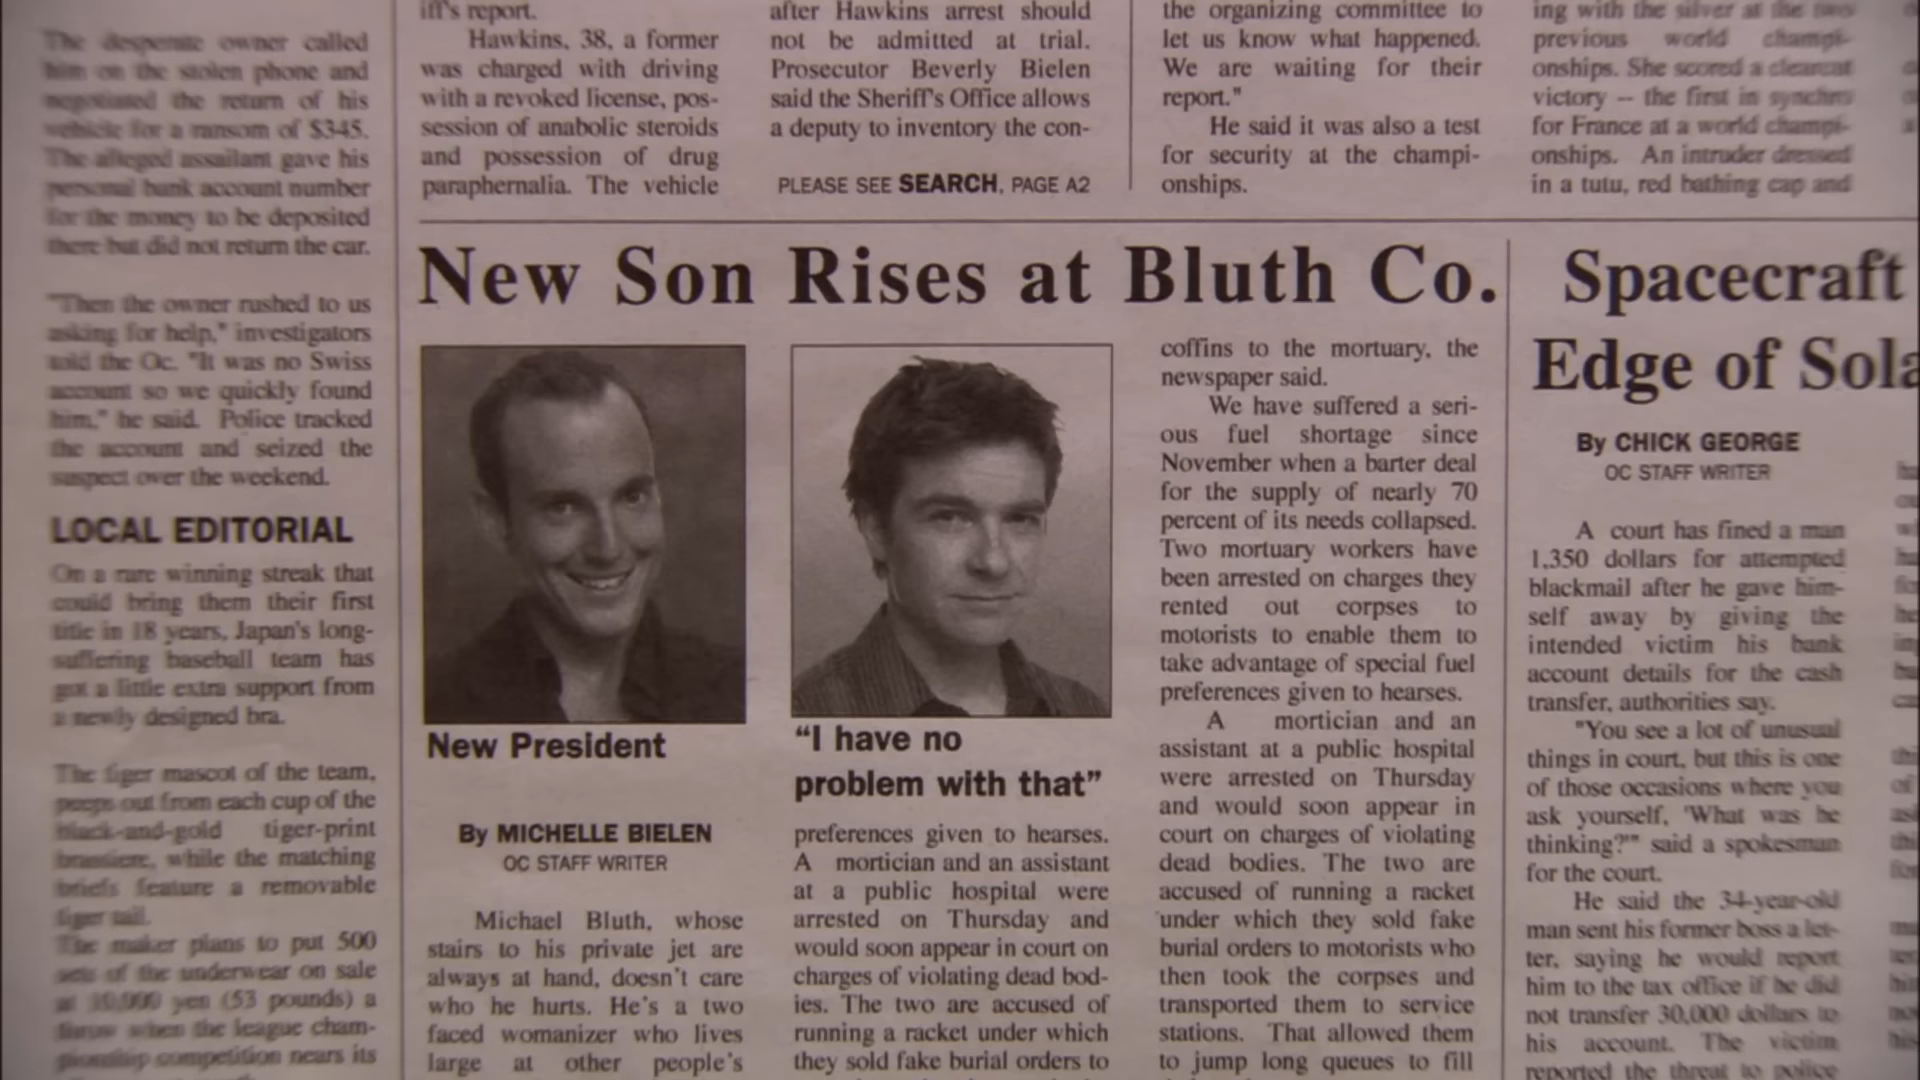 The desperate owner called
him on the stolen phone and
negotiated the return of his
vehicle for a ransom of $345.
The alleged assailant gave his
personal bank account number
for the money to be deposited
there but did not return the car.
"Then the owner rushed to us
asking for help," investigators
told the Oc. "It was no Swiss
account so we quickly found
him," he said. Police tracked
the account and seized the
suspect over the weekend.
LOCAL EDITORIAL
On a rare winning streak that
could bring them their first
title in 18 years, Japan's long-
suffering baseball team has
got a little extra support from
a newly designed bra.
The tiger mascot of the team,
peeps out from each cup of the
black-and-gold tiger-print
brassiere, while the matching
briefs feature a removable
tiger tail.
The maker plans to put 500
sets of the underwear on sale
at 10,000 yen (53 pounds) a
throw when the league cham-
pionship competition nears its
iff's report.
Hawkins, 38, a former
was charged with driving
with a revoked license, pos-
session of anabolic steroids
and possession of drug
paraphernalia. The vehicle
after Hawkins arrest should
not be admitted at trial.
Prosecutor Beverly Bielen
said the Sheriff's Office allows
a deputy to inventory the con-
PLEASE SEE SEARCH, PAGE A2
the organizing committee to
let us know what happened.
We are waiting for their
report."
He said it was also a test
for security at the champi-
onships.
ing with the silver at the two
previous world champi-
onships. She scored a clearcut
victory -- the first in synchro
for France at a world champi-
onships. An intruder dressed
in a tutu, red bathing cap and
New Son Rises at Bluth Co.
New President
By MICHELLE BIELEN
OC STAFF WRITER
Michael Bluth, whose
stairs to his private jet are
always at hand, doesn't care
who he hurts. He's a two
faced womanizer who lives
large at other people's
“I have no
problem with that”
preferences given to hearses.
A mortician and an assistant
at a public hospital were
arrested on Thursday and
would soon appear in court on
charges of violating dead bod-
ies. The two are accused of
running a racket under which
they sold fake burial orders to
coffins to the mortuary, the
newspaper said.
We have suffered a seri-
ous fuel shortage since
November when a barter deal
for the supply of nearly 70
percent of its needs collapsed.
Two mortuary workers have
been arrested on charges they
rented out corpses to
motorists to enable them to
take advantage of special fuel
preferences given to hearses.
A mortician and an
assistant at a public hospital
were arrested on Thursday
and would soon appear in
court on charges of violating
dead bodies. The two are
accused of running a racket
under which they sold fake
burial orders to motorists who
then took the corpses and
transported them to service
stations. That allowed them
to jump long queues to fill
Spacecraft
Edge of Sola
By CHICK GEORGE
OC STAFF WRITER
A court has fined a man
1,350 dollars for attempted
blackmail after he gave him-
self away by giving the
intended victim his bank
account details for the cash
transfer, authorities say.
"You see a lot of unusual
things in court, but this is one
of those occasions where you
ask yourself, 'What was he
thinking?'" said a spokesman
for the court.
He said the 34-year-old
man sent his former boss a let-
ter, saying he would report
him to the tax office if he did
not transfer 30,000 dollars to
his account. The victim
reported the threat to police